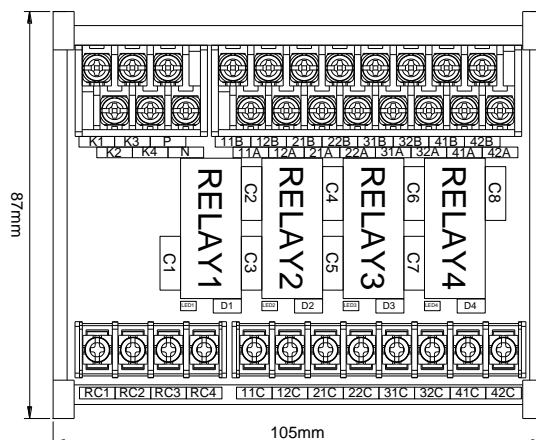 K1 K3 P 11B 12B 21B 22B 31B 32B 41B 42B
K2 K4 N 11A 12A 21A 22A 31A 32A 41A 42A
RELAY1 C2 RELAY2 C4 RELAY3 C6 RELAY4 C8
C1 C3 C5 C7
LED1 D1 LED2 D2 LED3 D3 LED4 D4
87mm
RC1 RC2 RC3 RC4 11C 12C 21C 22C 31C 32C 41C 42C
105mm